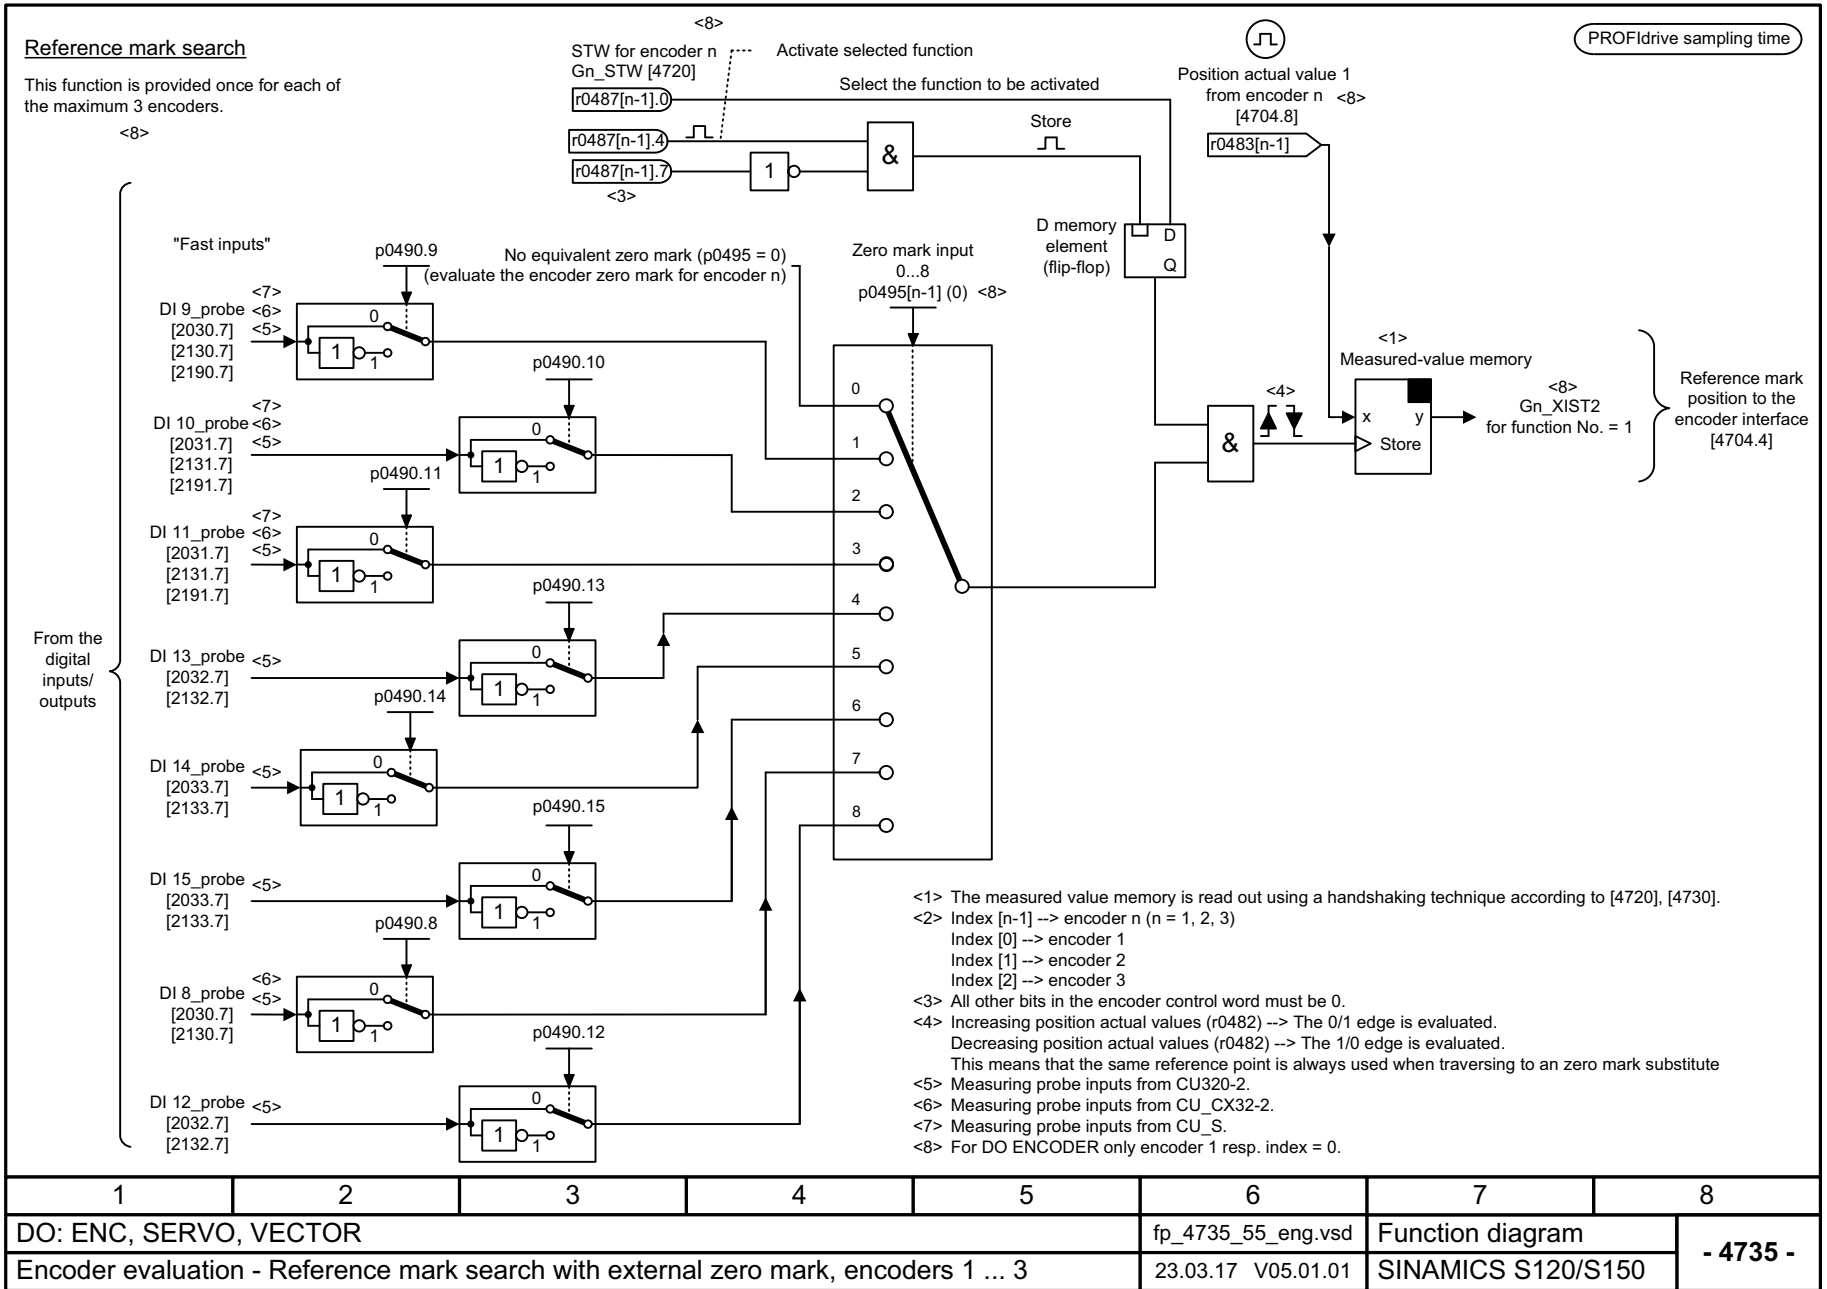 Reference mark search
This function is provided once for each of
the maximum 3 encoders.
<8>
<8>
STW for encoder n
Gn_STW [4720]
Activate selected function
Select the function to be activated
r0487[n-1].0
r0487[n-1].4
r0487[n-1].7
<3>
1
&
Store
Position actual value 1
from encoder n <8>
[4704.8]
r0483[n-1]
PROFIdrive sampling time
D memory
element
(flip-flop)
D
Q
"Fast inputs"
p0490.9
No equivalent zero mark (p0495 = 0)
(evaluate the encoder zero mark for encoder n)
Zero mark input
0...8
p0495[n-1] (0) <8>
<7>
DI 9_probe <6>
[2030.7] <5>
[2130.7]
[2190.7]
0
1
1
p0490.10
<7>
DI 10_probe <6>
[2031.7] <5>
[2131.7]
[2191.7]
0
1
1
p0490.11
<7>
DI 11_probe <6>
[2031.7] <5>
[2131.7]
[2191.7]
0
1
1
p0490.13
From the
digital
inputs/
outputs
DI 13_probe <5>
[2032.7]
[2132.7]
0
1
1
p0490.14
DI 14_probe <5>
[2033.7]
[2133.7]
0
1
1
p0490.15
DI 15_probe <5>
[2033.7]
[2133.7]
0
1
1
p0490.8
<6>
DI 8_probe <5>
[2030.7]
[2130.7]
0
1
1
p0490.12
DI 12_probe <5>
[2032.7]
[2132.7]
0
1
1
0
1
2
3
4
5
6
7
8
&
<4>
<1>
Measured-value memory
x
y
Store
<8>
Gn_XIST2
for function No. = 1
Reference mark
position to the
encoder interface
[4704.4]
<1> The measured value memory is read out using a handshaking technique according to [4720], [4730].
<2> Index [n-1] --> encoder n (n = 1, 2, 3)
Index [0] --> encoder 1
Index [1] --> encoder 2
Index [2] --> encoder 3
<3> All other bits in the encoder control word must be 0.
<4> Increasing position actual values (r0482) --> The 0/1 edge is evaluated.
Decreasing position actual values (r0482) --> The 1/0 edge is evaluated.
This means that the same reference point is always used when traversing to an zero mark substitute
<5> Measuring probe inputs from CU320-2.
<6> Measuring probe inputs from CU_CX32-2.
<7> Measuring probe inputs from CU_S.
<8> For DO ENCODER only encoder 1 resp. index = 0.
1 2 3 4 5 6 7 8
DO: ENC, SERVO, VECTOR
fp_4735_55_eng.vsd
Function diagram
- 4735 -
Encoder evaluation - Reference mark search with external zero mark, encoders 1 ... 3
23.03.17 V05.01.01
SINAMICS S120/S150